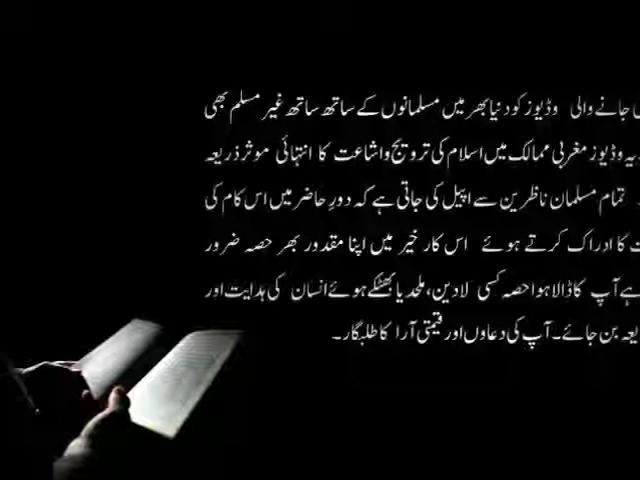 جانے والی وڈیوز کو دنیا بھر میں مسلمانوں کے ساتھ ساتھ غیر مسلم بھی
یہ وڈیوز مغربی ممالک میں اسلام کی ترویج و اشاعت کا انتہائی موثر ذریعہ
تمام مسلمان ناظرین سے اپیل کی جاتی ہے کہ دورِ حاضر میں اس کام کی
کا ادراک کرتے ہوئے اس کار خیر میں اپنا مقدور بھر حصہ ضرور
ہے آپ کا ڈالا ہوا حصہ کسی لادین، ملحد یا بھٹکے ہوئے انسان کی ہدایت اور
بن جائے۔ آپ کی دعاوں اور قیمتی آرا کا طلبگار۔